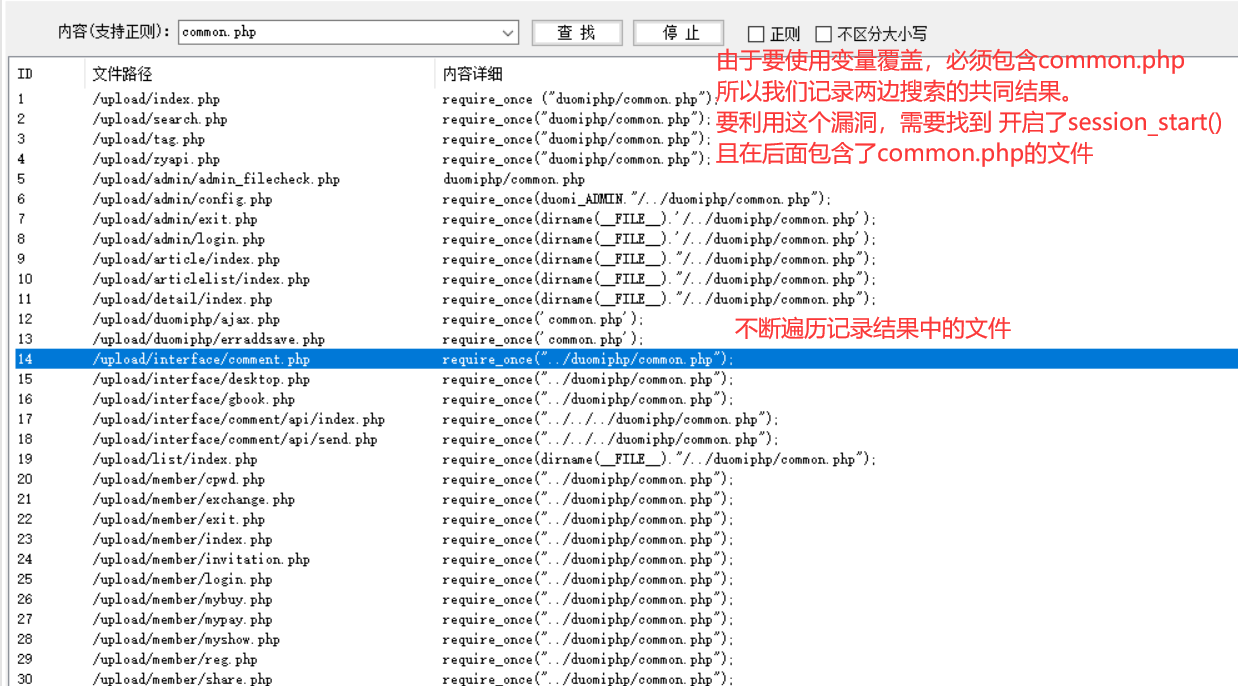 内容(支持正则): common.php 查 找 停 止 正则 不区分大小写
由于要使用变量覆盖，必须包含common.php
所以我们记录两边搜索的共同结果。
要利用这个漏洞，需要找到 开启了session_start()
且在后面包含了common.php的文件
ID 文件路径 内容详细
1 /upload/index.php require_once ("duomiphp/common.php");
2 /upload/search.php require_once("duomiphp/common.php");
3 /upload/tag.php require_once("duomiphp/common.php");
4 /upload/zyapi.php require_once("duomiphp/common.php");
5 /upload/admin/admin_filecheck.php duomiphp/common.php
6 /upload/admin/config.php require_once(duomi_ADMIN."/../duomiphp/common.php");
7 /upload/admin/exit.php require_once(dirname(__FILE__).'/../duomiphp/common.php');
8 /upload/admin/login.php require_once(dirname(__FILE__).'/../duomiphp/common.php');
9 /upload/article/index.php require_once(dirname(__FILE__)."/../duomiphp/common.php");
10 /upload/articlelist/index.php require_once(dirname(__FILE__)."/../duomiphp/common.php");
11 /upload/detail/index.php require_once(dirname(__FILE__)."/../duomiphp/common.php");
12 /upload/duomiphp/ajax.php require_once('common.php');
不断遍历记录结果中的文件
13 /upload/duomiphp/erraddsave.php require_once('common.php');
14 /upload/interface/comment.php require_once("../duomiphp/common.php");
15 /upload/interface/desktop.php require_once("../duomiphp/common.php");
16 /upload/interface/gbook.php require_once("../duomiphp/common.php");
17 /upload/interface/comment/api/index.php require_once("../../../duomiphp/common.php");
18 /upload/interface/comment/api/send.php require_once("../../../duomiphp/common.php");
19 /upload/list/index.php require_once(dirname(__FILE__)."/../duomiphp/common.php");
20 /upload/member/cpwd.php require_once("../duomiphp/common.php");
21 /upload/member/exchange.php require_once("../duomiphp/common.php");
22 /upload/member/exit.php require_once("../duomiphp/common.php");
23 /upload/member/index.php require_once("../duomiphp/common.php");
24 /upload/member/invitation.php require_once("../duomiphp/common.php");
25 /upload/member/login.php require_once("../duomiphp/common.php");
26 /upload/member/mybuy.php require_once("../duomiphp/common.php");
27 /upload/member/mypay.php require_once("../duomiphp/common.php");
28 /upload/member/myshow.php require_once("../duomiphp/common.php");
29 /upload/member/reg.php require_once("../duomiphp/common.php");
30 /upload/member/share.php require_once("../duomiphp/common.php");